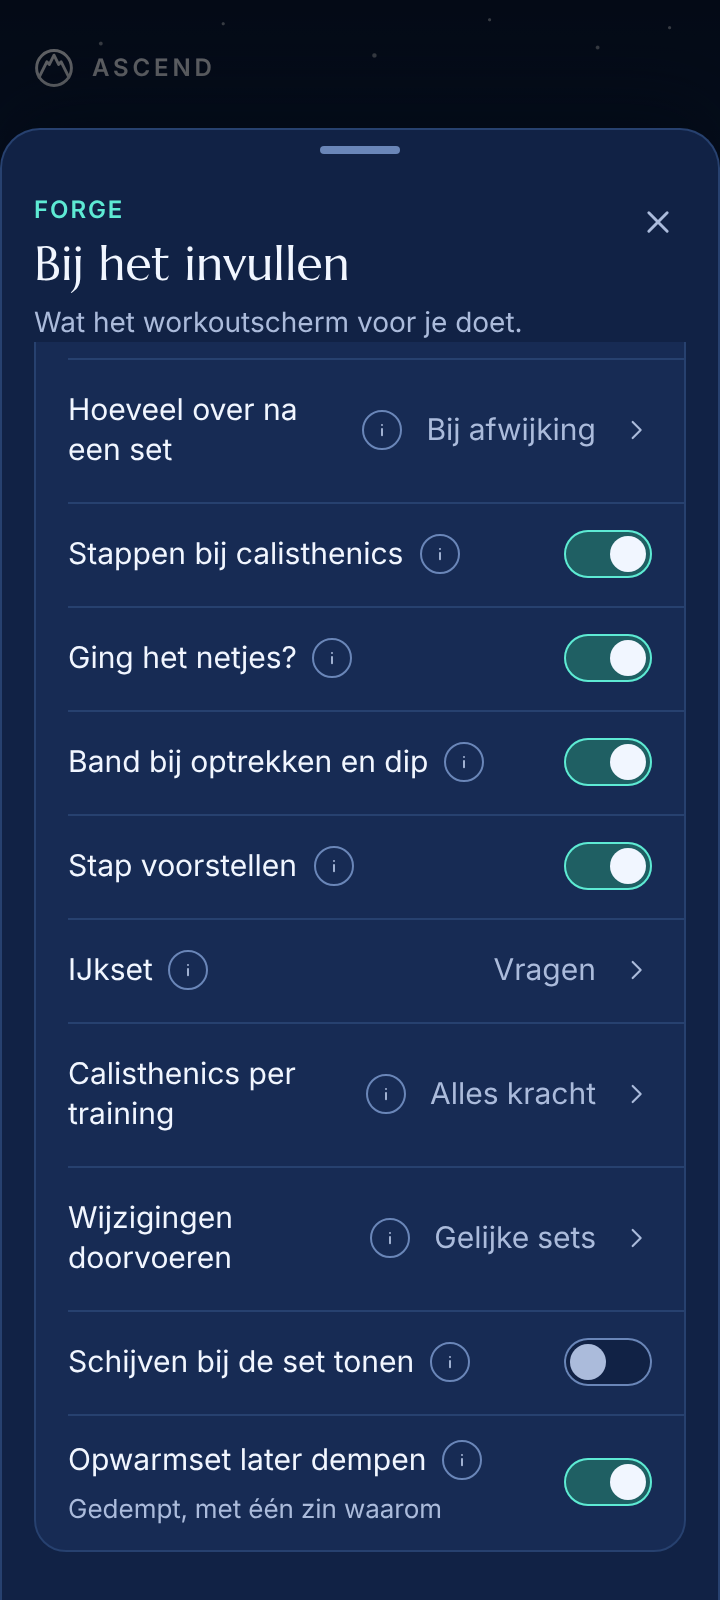 ASCEND
FORGE
Bij het invullen
Wat het workoutscherm voor je doet.
Hoeveel over na
een set
i
Bij afwijking
Stappen bij calisthenics
i
Ging het netjes?
i
Band bij optrekken en dip
i
Stap voorstellen
i
IJkset
i
Vragen
Calisthenics per
training
i
Alles kracht
Wijzigingen
doorvoeren
i
Gelijke sets
Schijven bij de set tonen
i
Opwarmset later dempen
i
Gedempt, met één zin waarom